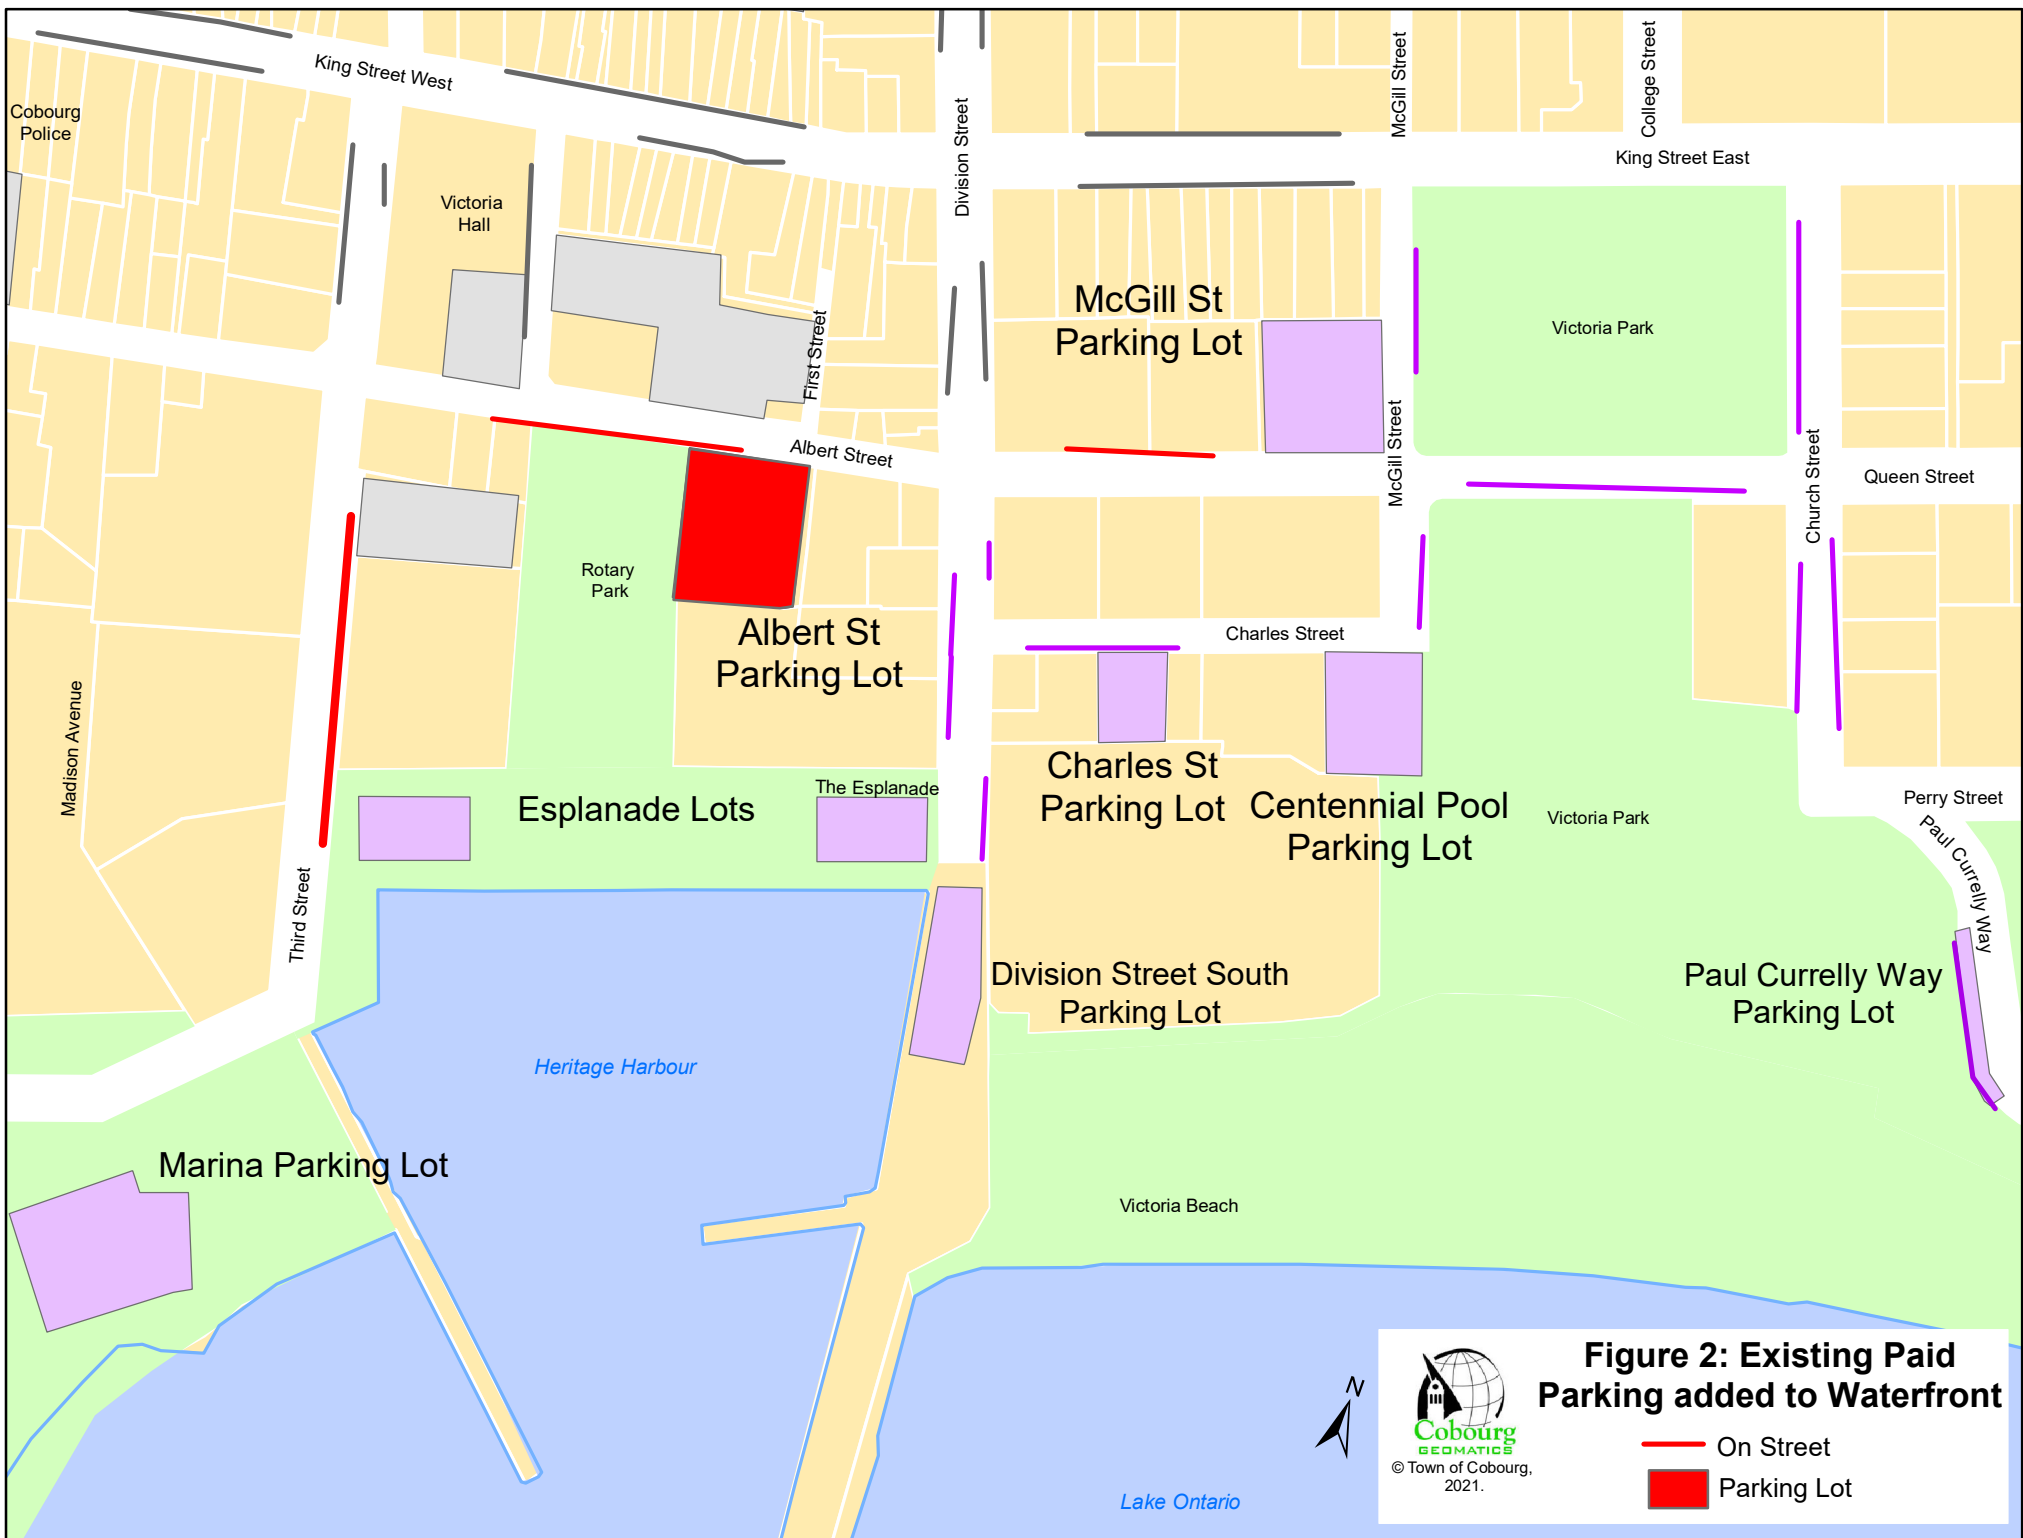 King Street West
Cobourg
Police
Victoria
Hall
Division Street
McGill Street
College Street
King Street East
McGill St
Parking Lot
Victoria Park
First Street
Albert Street
McGill Street
Church Street
Queen Street
Rotary
Park
Albert St
Parking Lot
Charles Street
Madison Avenue
The Esplanade
Esplanade Lots
Charles St
Parking Lot
Centennial Pool
Parking Lot
Victoria Park
Perry Street
Paul Currelly Way
Third Street
Division Street South
Parking Lot
Paul Currelly Way
Parking Lot
Heritage Harbour
Marina Parking Lot
Victoria Beach
Lake Ontario
N
Cobourg
GEOMATICS
© Town of Cobourg,
2021.
Figure 2: Existing Paid
Parking added to Waterfront
On Street
Parking Lot